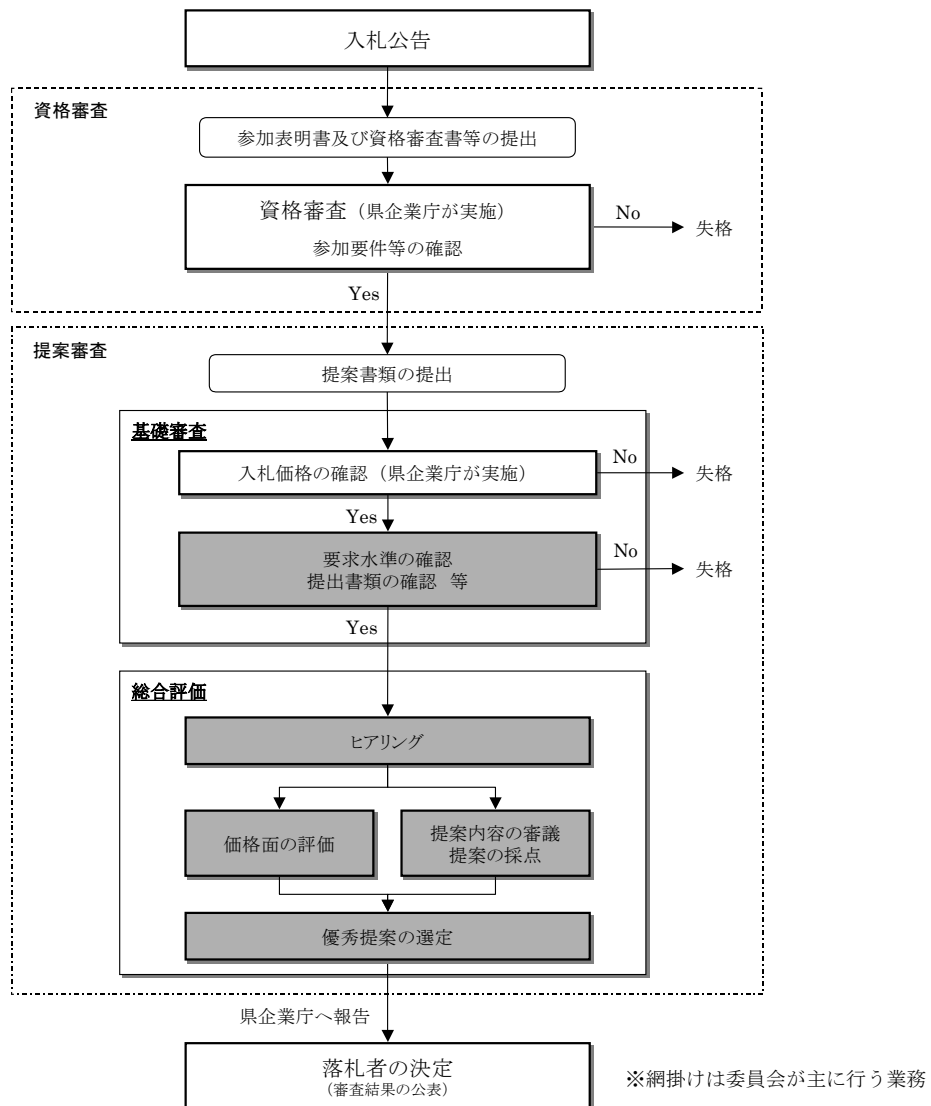 入札公告
資格審査
参加表明書及び資格審査書等の提出
資格審査（県企業庁が実施）
参加要件等の確認
No
失格
Yes
提案審査
提案書類の提出
基礎審査
入札価格の確認（県企業庁が実施）
No
失格
Yes
要求水準の確認
提出書類の確認 等
No
失格
Yes
総合評価
ヒアリング
価格面の評価
提案内容の審議
提案の採点
優秀提案の選定
県企業庁へ報告
落札者の決定
（審査結果の公表）
※網掛けは委員会が主に行う業務